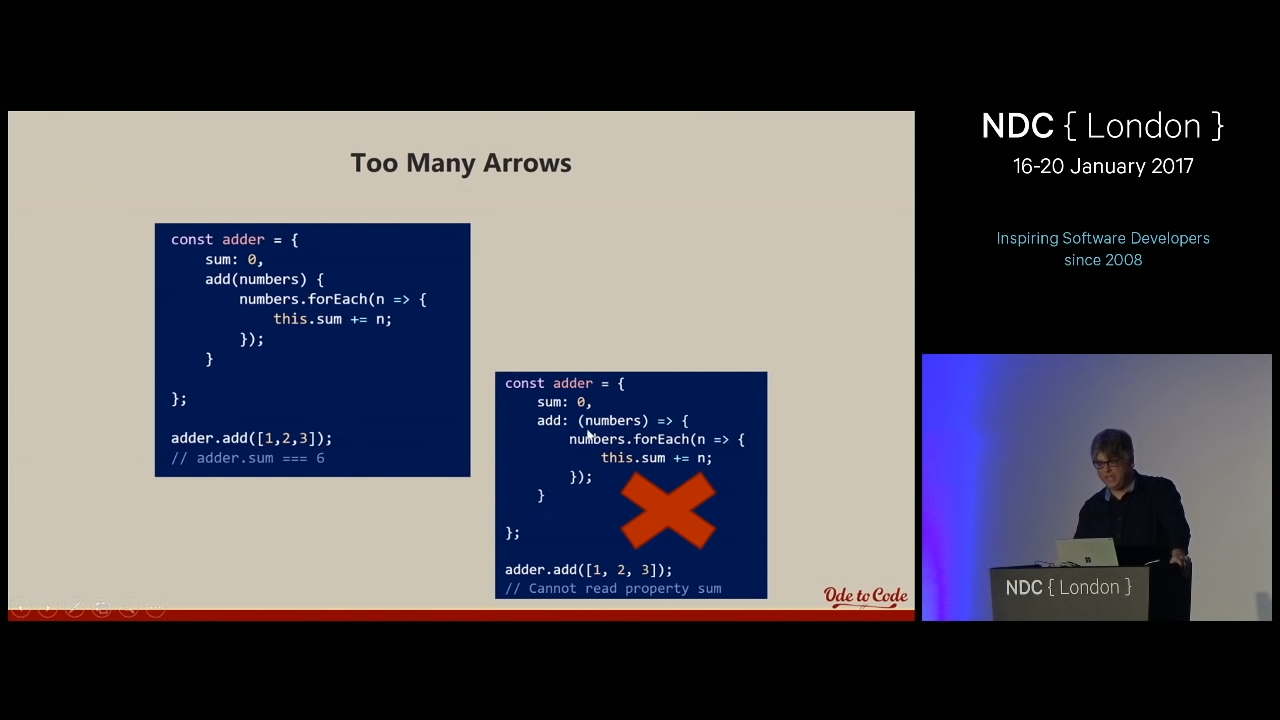 Too Many Arrows
const adder = {
    sum: 0,
    add(numbers) {
        numbers.forEach(n => {
            this.sum += n;
        });
    }
};
adder.add([1,2,3]);
// adder.sum === 6
const adder = {
    sum: 0,
    add: (numbers) => {
        numbers.forEach(n => {
            this.sum += n;
        });
    }
};
adder.add([1, 2, 3]);
// Cannot read property sum
Ode to Code
NDC { London }
16-20 January 2017
Inspiring Software Developers
since 2008
NDC { London }